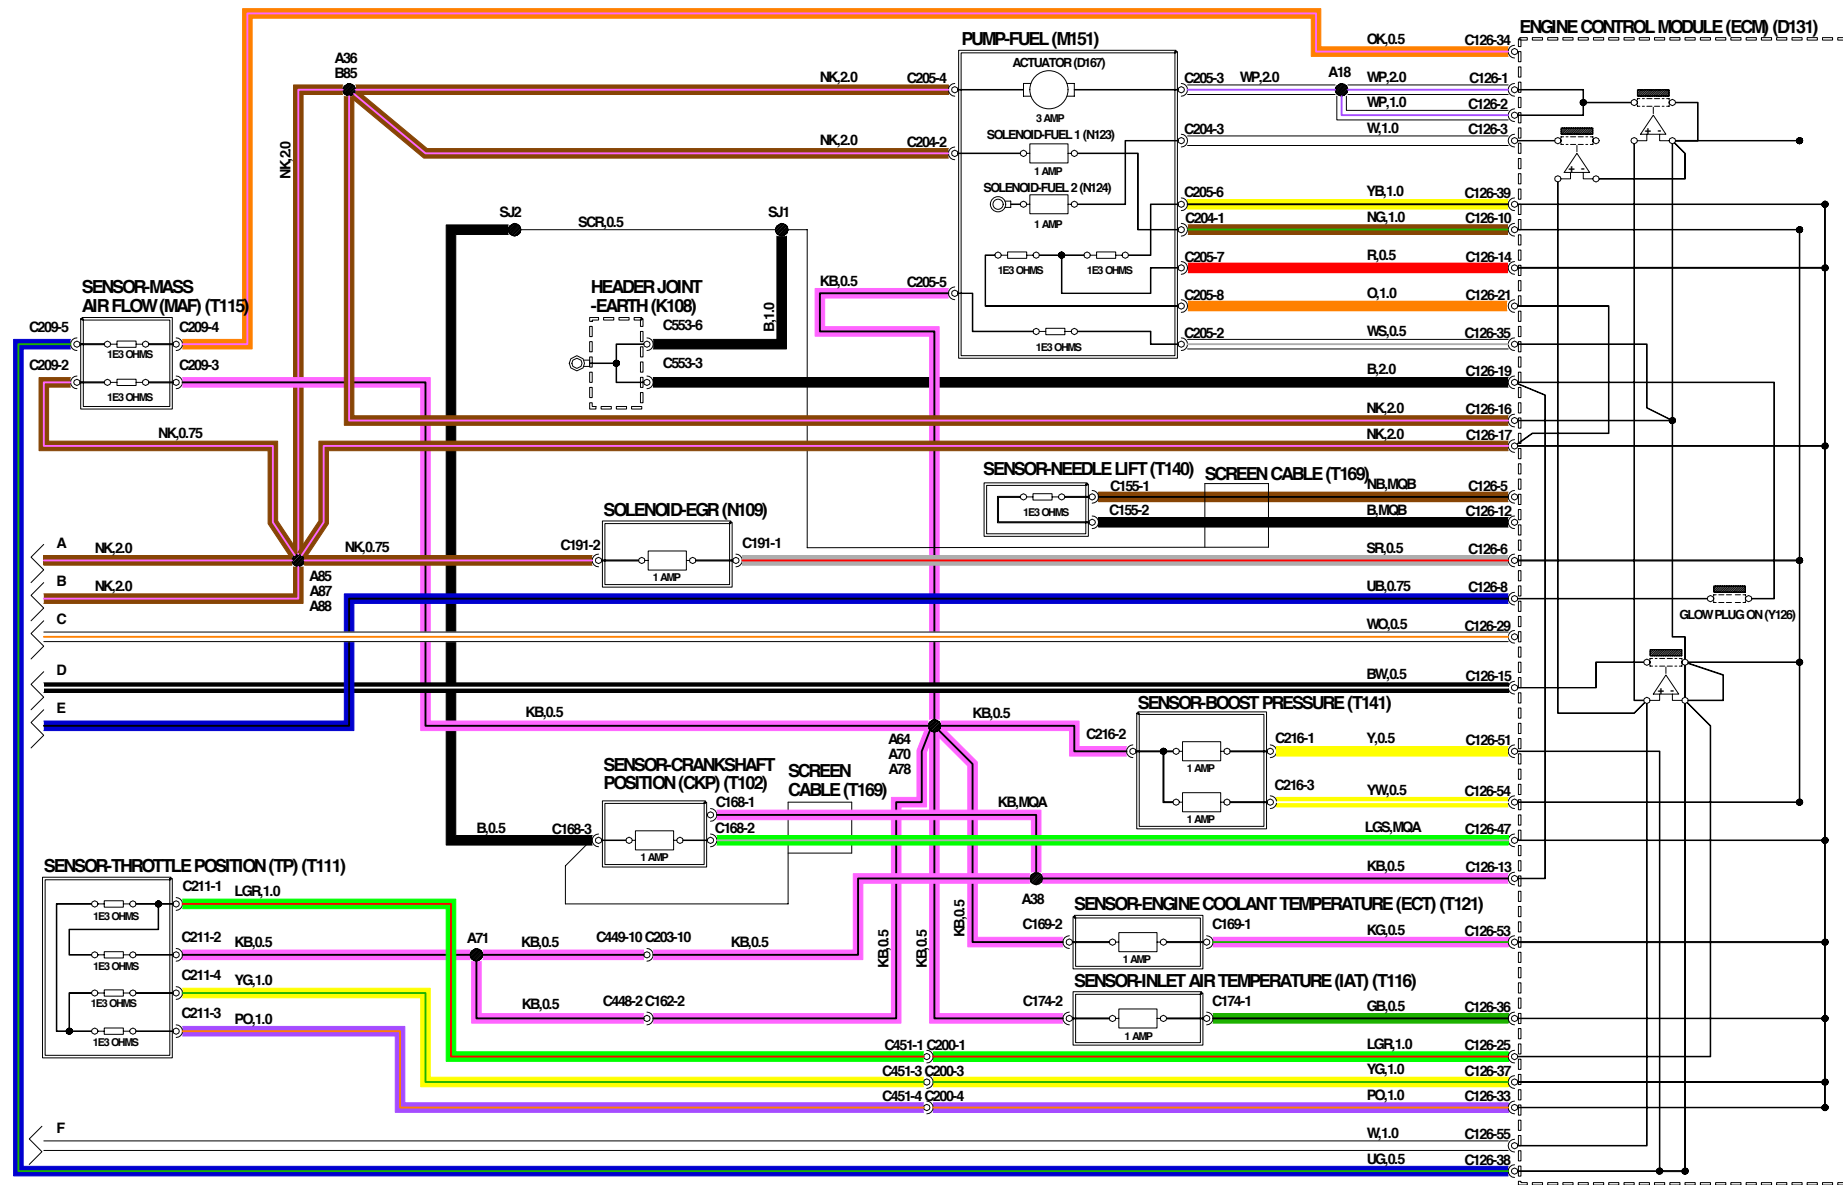 ENGINE CONTROL MODULE (ECM) (D131)
OK,0.5 C126-34
PUMP-FUEL (M151)
A36
B85
ACTUATOR (D167)
NK,2.0 C205-4
C205-3 WP,2.0 A18 WP,2.0 C126-1
WP,1.0 C126-2
3 AMP
W,1.0 C126-3
C204-3
SOLENOID-FUEL 1 (N123)
NK,2.0 C204-2
NK,2.0
1 AMP
SOLENOID-FUEL 2 (N124)
C205-6 YB,1.0 C126-39
1 AMP
C204-1 NG,1.0 C126-10
SJ2 SCR,0.5 SJ1
1E3 OHMS 1E3 OHMS
C205-7 R,0.5 C126-14
KB,0.5 C205-5
C205-8 O,1.0 C126-21
SENSOR-MASS
AIR FLOW (MAF) (T115)
HEADER JOINT
-EARTH (K108)
B,1.0
C209-5 C209-4
C553-6
1E3 OHMS
C205-2 WS,0.5 C126-35
1E3 OHMS
C209-2 C209-3
C553-3
B,2.0 C126-19
1E3 OHMS
NK,2.0 C126-16
NK,0.75
NK,2.0 C126-17
SENSOR-NEEDLE LIFT (T140)
SCREEN CABLE (T169)
C155-1 NB,MQB C126-5
1E3 OHMS
C155-2 B,MQB C126-12
SOLENOID-EGR (N109)
A NK,2.0 NK,0.75 C191-2 C191-1 SR,0.5 C126-6
1 AMP
A85
A87
A88
B NK,2.0
UB,0.75 C126-8
GLOW PLUG ON (Y126)
C WO,0.5 C126-29
D BW,0.5 C126-15
E KB,0.5 KB,0.5
SENSOR-BOOST PRESSURE (T141)
A64
A70
A78
C216-2 C216-1 Y,0.5 C126-51
1 AMP
C216-3 YW,0.5 C126-54
1 AMP
SENSOR-CRANKSHAFT
POSITION (CKP) (T102)
SCREEN
CABLE (T169)
C168-1 KB,MQA
B,0.5 C168-3 C168-2 LGS,MQA C126-47
1 AMP
KB,0.5 C126-13
A38
SENSOR-THROTTLE POSITION (TP) (T111)
C211-1 LGR,1.0
1E3 OHMS
SENSOR-ENGINE COOLANT TEMPERATURE (ECT) (T121)
KB,0.5
KB,0.5
KB,0.5
C169-2 C169-1 KG,0.5 C126-53
1 AMP
C211-2 KB,0.5 A71 KB,0.5 C449-10 C203-10 KB,0.5
1E3 OHMS
SENSOR-INLET AIR TEMPERATURE (IAT) (T116)
C211-4 YG,1.0
1E3 OHMS
KB,0.5 C448-2 C162-2
C174-2 C174-1 GB,0.5 C126-36
1 AMP
C211-3 PO,1.0
1E3 OHMS
C451-1 C200-1 LGR,1.0 C126-25
C451-3 C200-3 YG,1.0 C126-37
C451-4 C200-4 PO,1.0 C126-33
F W,1.0 C126-55
UG,0.5 C126-38
+ -
+ -
+ -